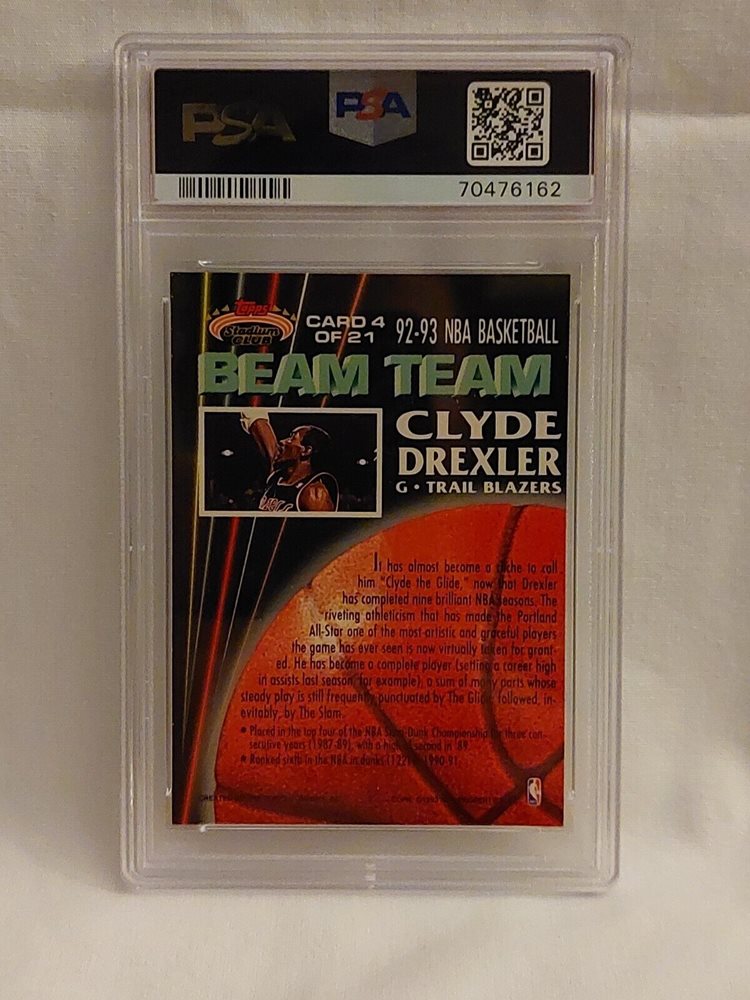 PSA
PSA
70476162
Topps
Stadium
CLUB
CARD 4
OF 21
92-93 NBA BASKETBALL
BEAM TEAM
CLYDE
DREXLER
G • TRAIL BLAZERS
It has almost become a cliche to call
him "Clyde the Glide," now that Drexler
has completed nine brilliant NBA seasons. The
riveting athleticism that has made the Portland
All-Star one of the most-artistic and graceful players
the game has ever seen is now virtually taken for grant-
ed. He has become a complete player (setting a career high
in assists last season, for example), a sum of many parts whose
steady play is still frequently punctuated by The Glide, followed, in-
evitably, by The Slam.
• Placed in the top four of the NBA Slam-Dunk Championship for three con-
secutive years (1987-89), with a high of second in '89.
• Ranked sixth in the NBA in dunks (122) in 1990-91.